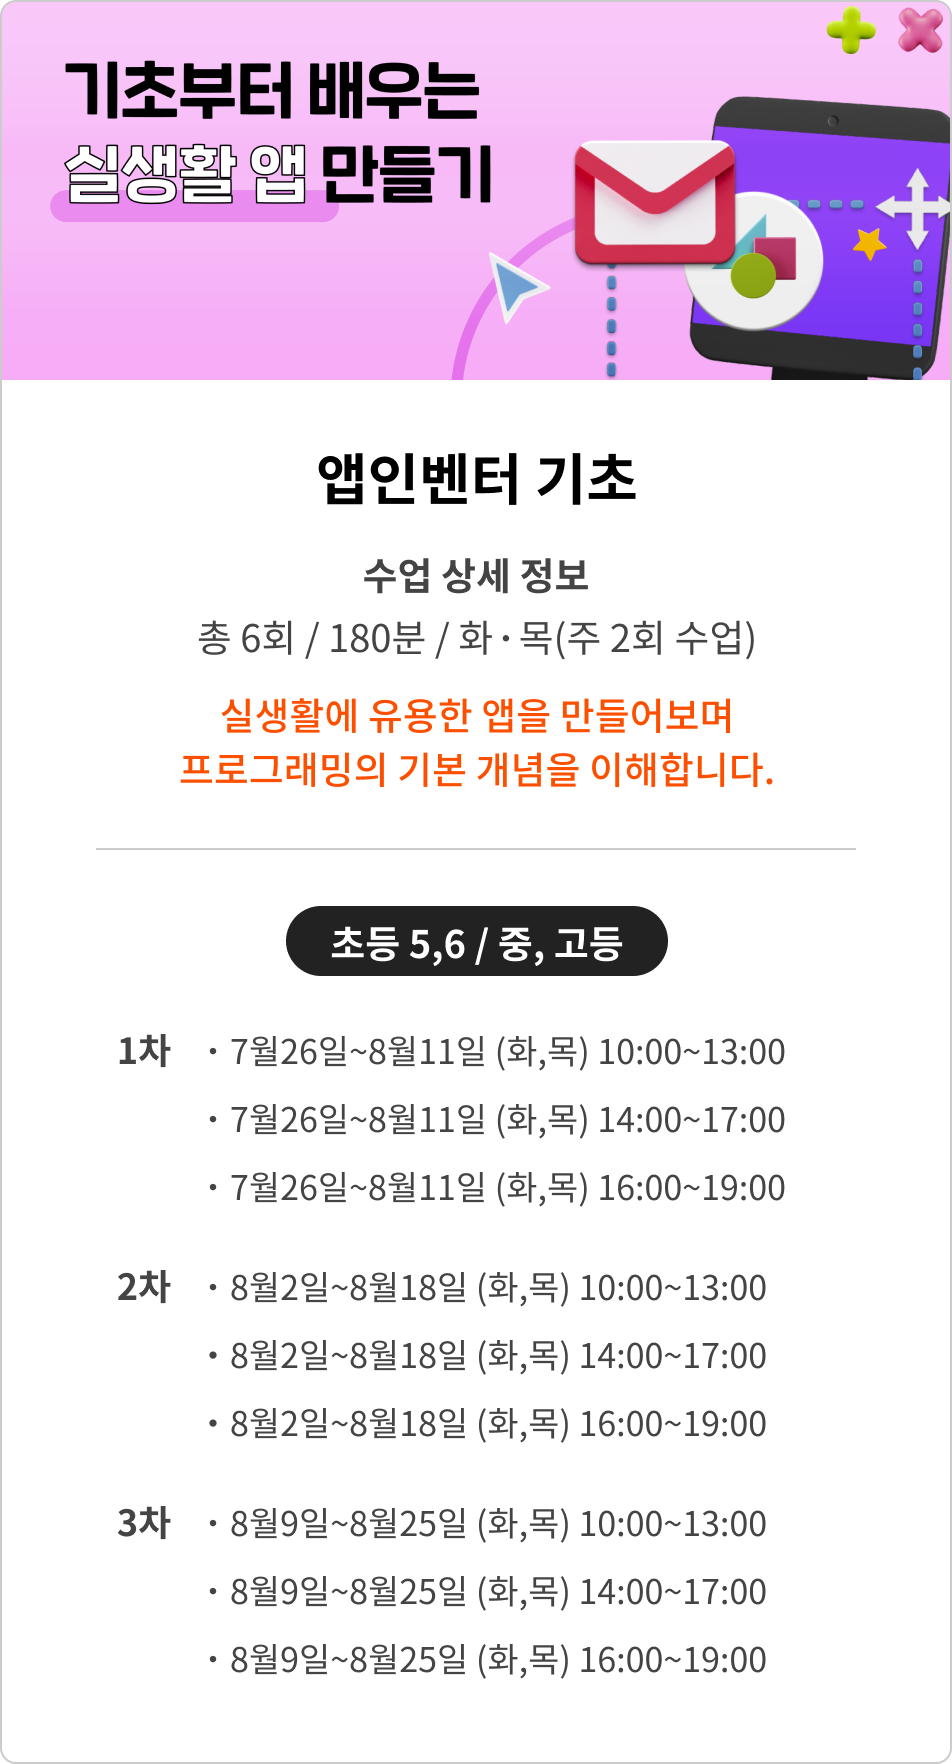 기초부터 배우는
실생활 앱 만들기
앱인벤터 기초
수업 상세 정보
총 6회 / 180분 / 화·목(주 2회 수업)
실생활에 유용한 앱을 만들어보며
프로그래밍의 기본 개념을 이해합니다.
초등 5,6 / 중, 고등
1차 · 7월26일~8월11일 (화,목) 10:00~13:00
· 7월26일~8월11일 (화,목) 14:00~17:00
· 7월26일~8월11일 (화,목) 16:00~19:00
2차 · 8월2일~8월18일 (화,목) 10:00~13:00
· 8월2일~8월18일 (화,목) 14:00~17:00
· 8월2일~8월18일 (화,목) 16:00~19:00
3차 · 8월9일~8월25일 (화,목) 10:00~13:00
· 8월9일~8월25일 (화,목) 14:00~17:00
· 8월9일~8월25일 (화,목) 16:00~19:00